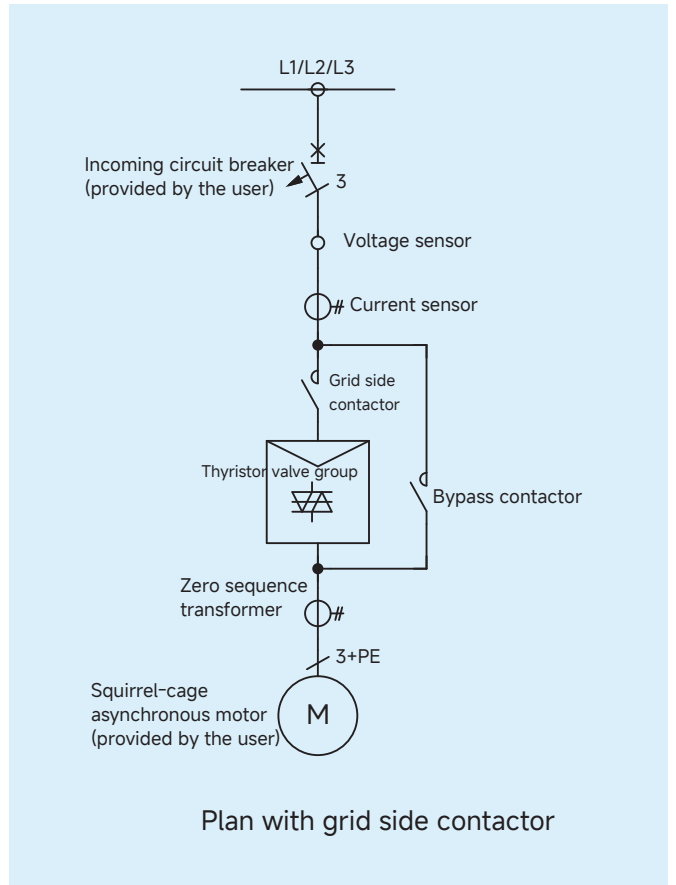 L1/L2/L3
Incoming circuit breaker
(provided by the user)
3
Voltage sensor
Current sensor
Grid side
contactor
Thyristor valve group
Bypass contactor
Zero sequence
transformer
3+PE
Squirrel-cage
asynchronous motor
(provided by the user)
M
Plan with grid side contactor